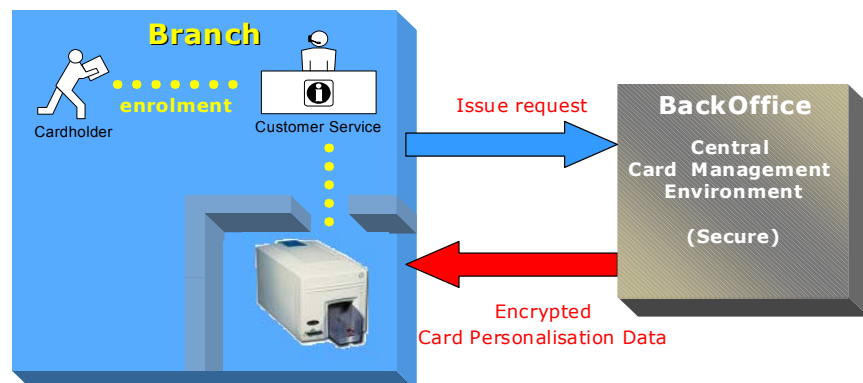 Branch
enrolment
Cardholder
Customer Service
Issue request
BackOffice
Central
Card Management
Environment
(Secure)
Encrypted
Card Personalisation Data